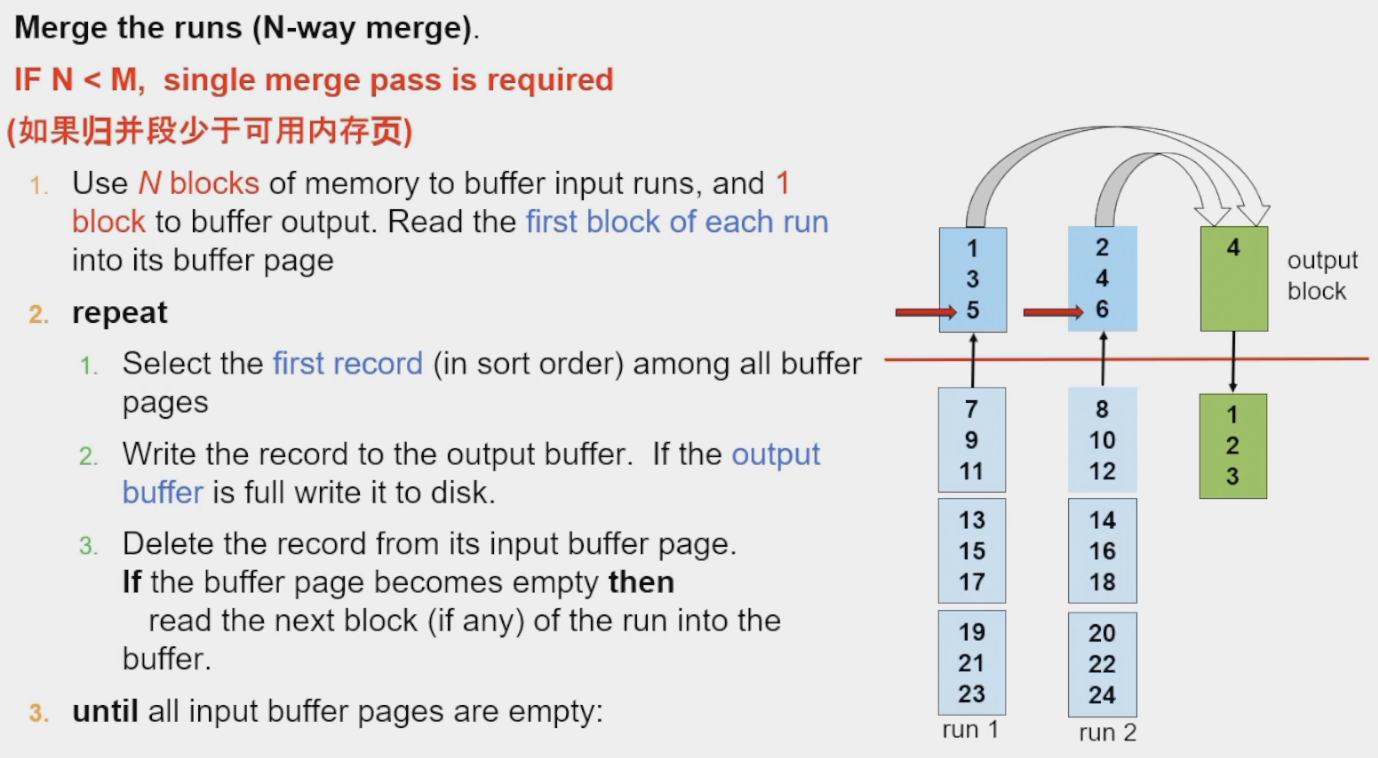 Merge the runs (N-way merge).
IF N < M, single merge pass is required
(如果归并段少于可用内存页)
1. Use N blocks of memory to buffer input runs, and 1
block to buffer output. Read the first block of each run
into its buffer page
2. repeat
1. Select the first record (in sort order) among all buffer
pages
2. Write the record to the output buffer.  If the output
buffer is full write it to disk.
3. Delete the record from its input buffer page.
If the buffer page becomes empty then
read the next block (if any) of the run into the
buffer.
3. until all input buffer pages are empty:
1
3
5
7
9
11
13
15
17
19
21
23
run 1
2
4
6
8
10
12
14
16
18
20
22
24
run 2
4
output
block
1
2
3